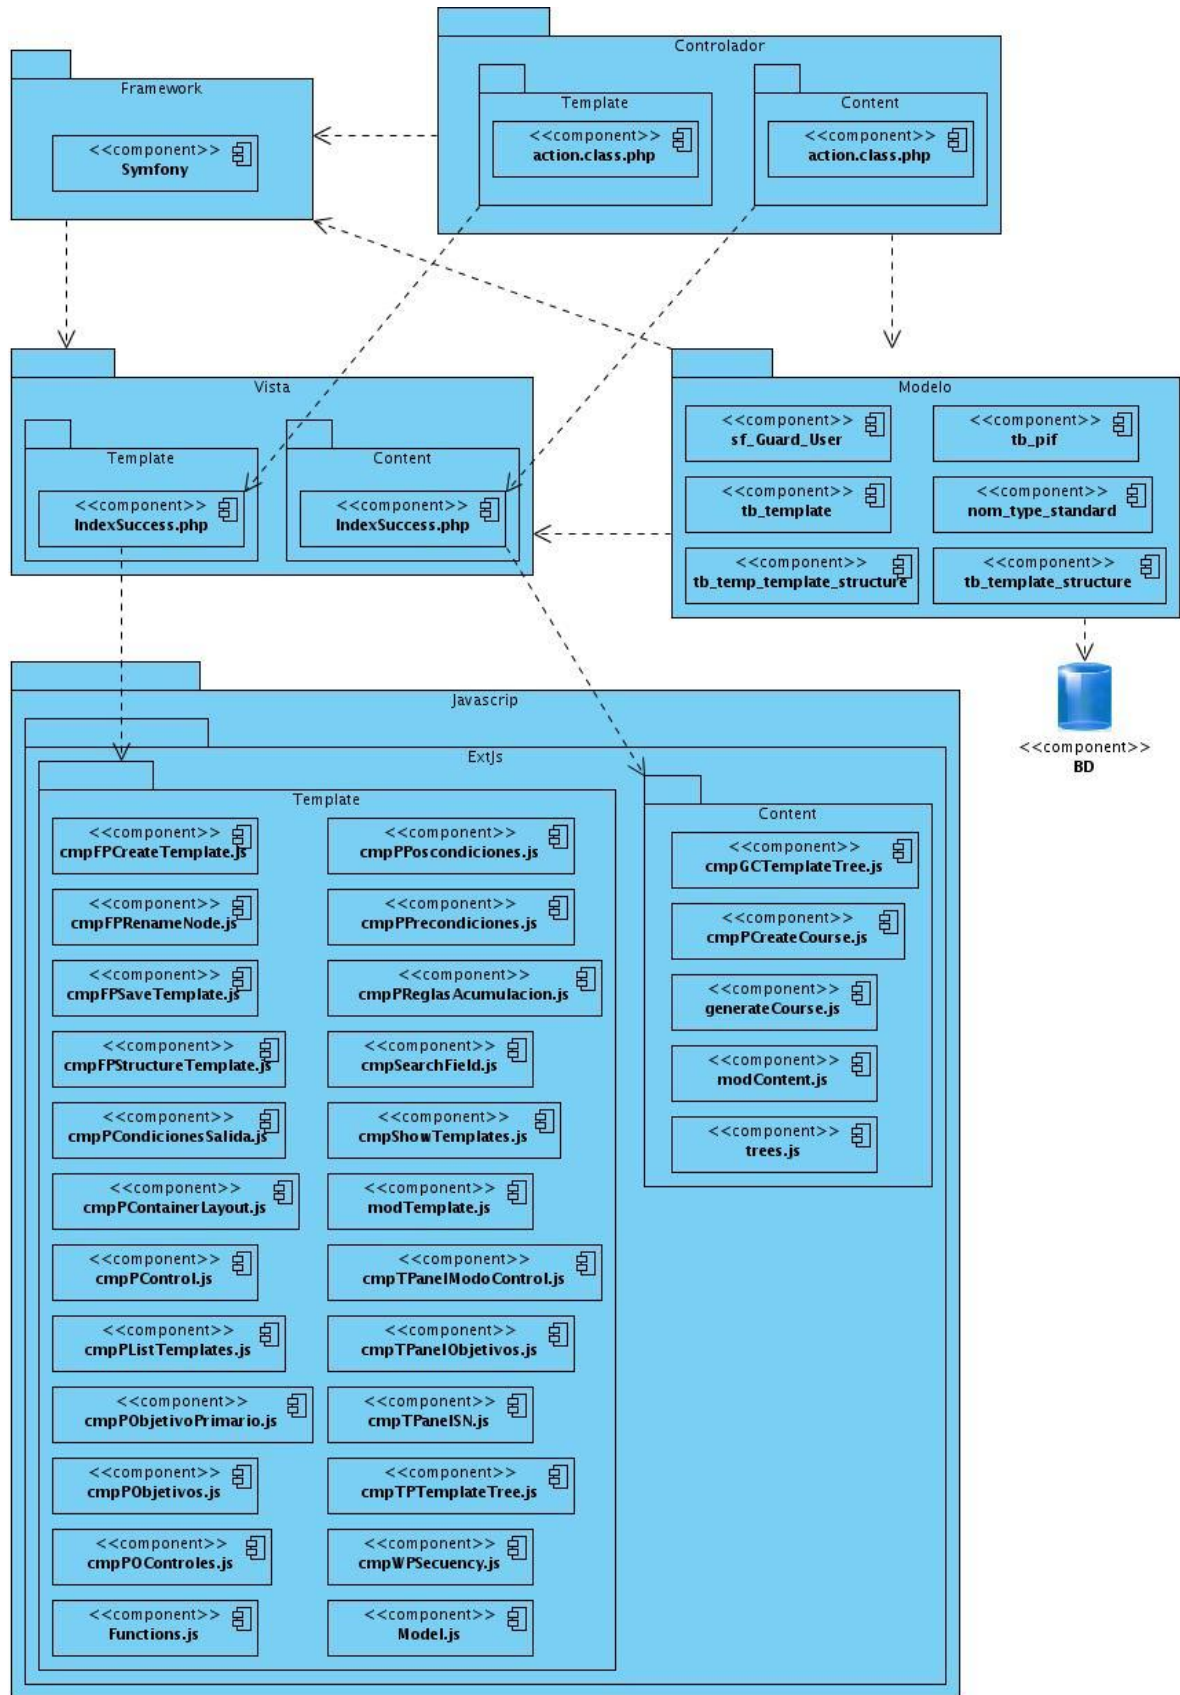 Controlador
Framework
Template
Content
<<component>>
action.class.php
<<component>>
action.class.php
<<component>>
Symfony
Vista
Modelo
Template
Content
<<component>>
IndexSuccess.php
<<component>>
IndexSuccess.php
<<component>>
sf_Guard_User
<<component>>
tb_pif
<<component>>
tb_template
<<component>>
nom_type_standard
<<component>>
tb_temp_template_structure
<<component>>
tb_template_structure
<<component>>
BD
Javascrip
ExtJs
Template
<<component>>
cmpFPCreateTemplate.js
<<component>>
cmpPPoscondiciones.js
<<component>>
cmpFPRenameNode.js
<<component>>
cmpPPrecondiciones.js
<<component>>
cmpFPSaveTemplate.js
<<component>>
cmpPReglasAcumulacion.js
<<component>>
cmpFPStructureTemplate.js
<<component>>
cmpSearchField.js
<<component>>
cmpPCondicionesSalida.js
<<component>>
cmpShowTemplates.js
<<component>>
cmpPContainerLayout.js
<<component>>
modTemplate.js
<<component>>
cmpPControl.js
<<component>>
cmpTPanelModoControl.js
<<component>>
cmpPListTemplates.js
<<component>>
cmpTPanelObjetivos.js
<<component>>
cmpPObjetivoPrimario.js
<<component>>
cmpTPanelSN.js
<<component>>
cmpPObjetivos.js
<<component>>
cmpTPTemplateTree.js
<<component>>
cmpPOControles.js
<<component>>
cmpWPSecuency.js
<<component>>
Functions.js
<<component>>
Model.js
Content
<<component>>
cmpGCTemplateTree.js
<<component>>
cmpPCreateCourse.js
<<component>>
generateCourse.js
<<component>>
modContent.js
<<component>>
trees.js